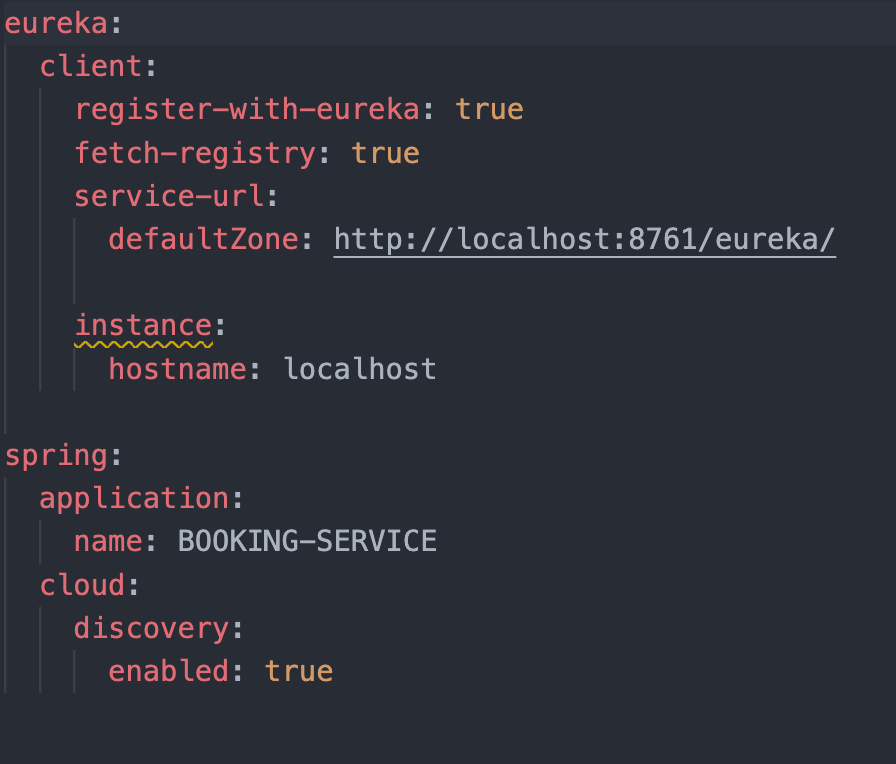 eureka:
  client:
    register-with-eureka: true
    fetch-registry: true
    service-url:
      defaultZone: http://localhost:8761/eureka/
    instance:
      hostname: localhost
spring:
  application:
    name: BOOKING-SERVICE
  cloud:
    discovery:
      enabled: true